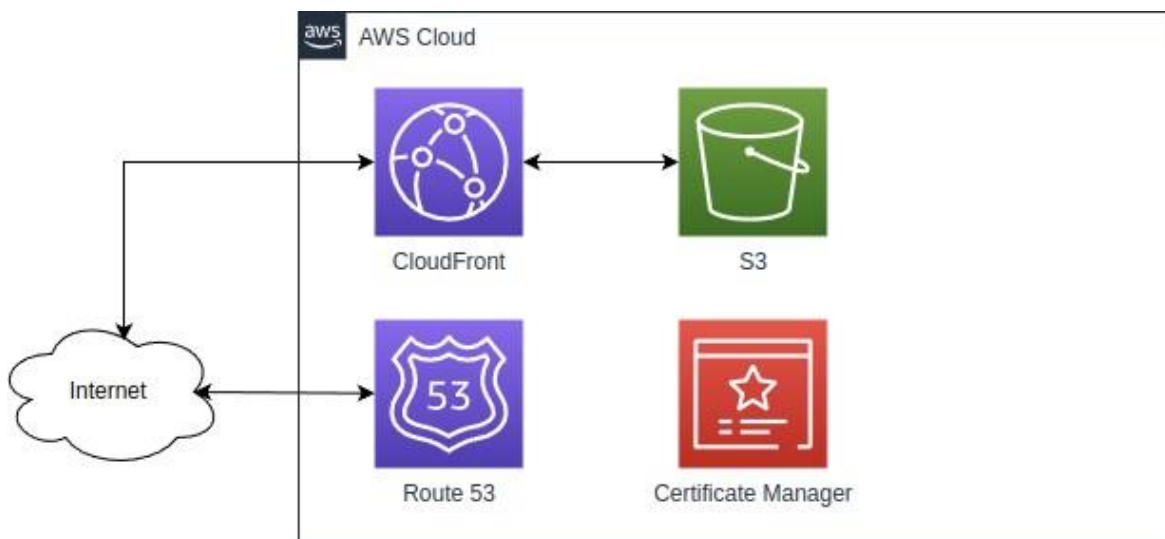 aws
AWS Cloud
CloudFront
S3
Internet
53
Route 53
Certificate Manager